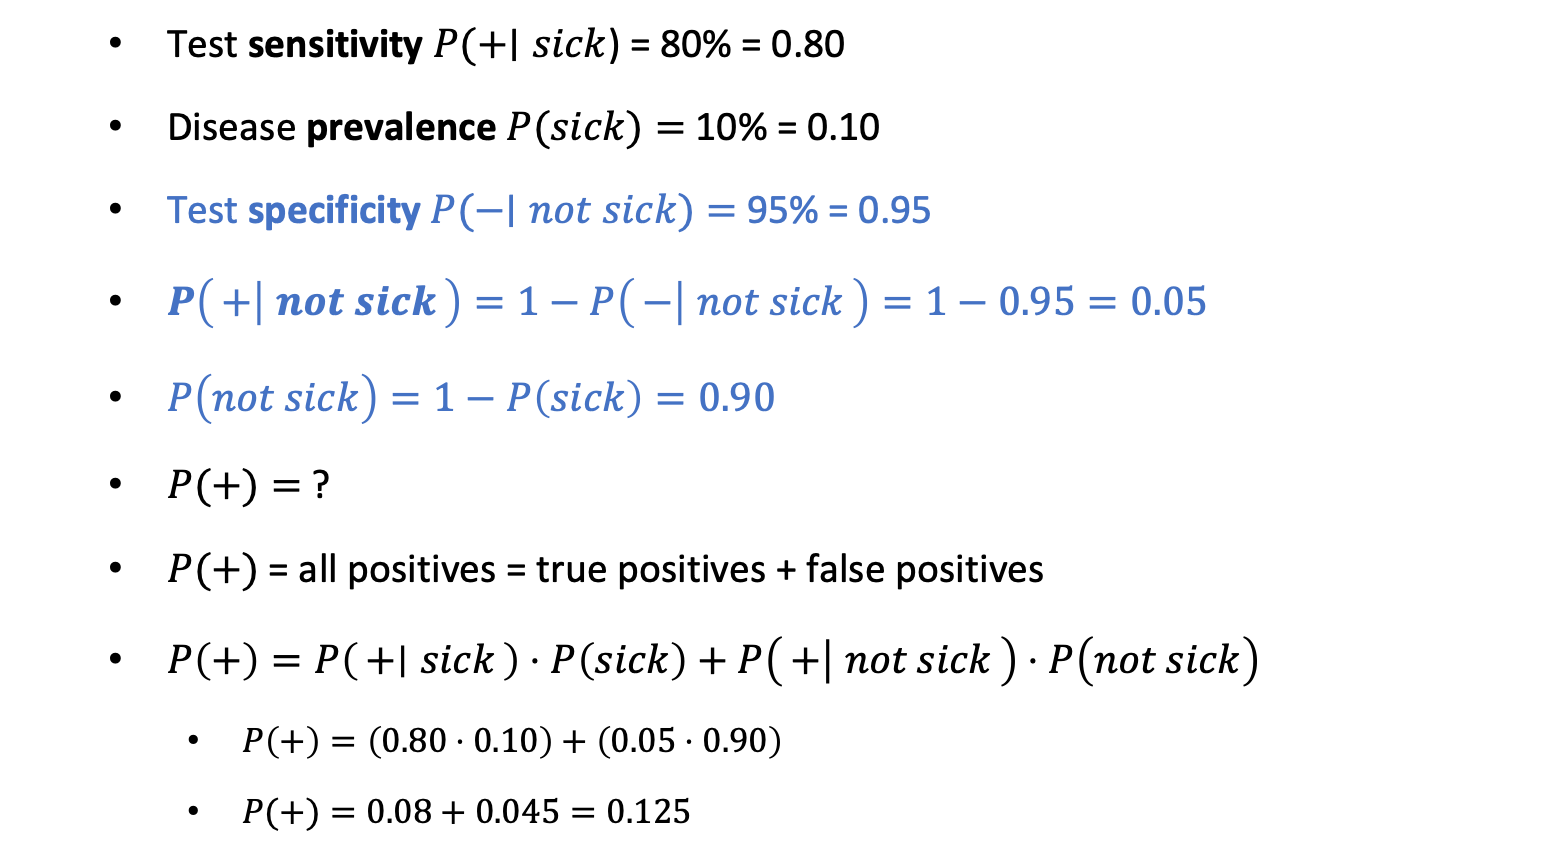 • Test sensitivity P(+| sick) = 80% = 0.80
• Disease prevalence P(sick) = 10% = 0.10
• Test specificity P(−| not sick) = 95% = 0.95
• P(+| not sick) = 1 − P(−| not sick) = 1 − 0.95 = 0.05
• P(not sick) = 1 − P(sick) = 0.90
• P(+) = ?
• P(+) = all positives = true positives + false positives
• P(+) = P(+| sick) · P(sick) + P(+| not sick) · P(not sick)
• P(+) = (0.80 · 0.10) + (0.05 · 0.90)
• P(+) = 0.08 + 0.045 = 0.125